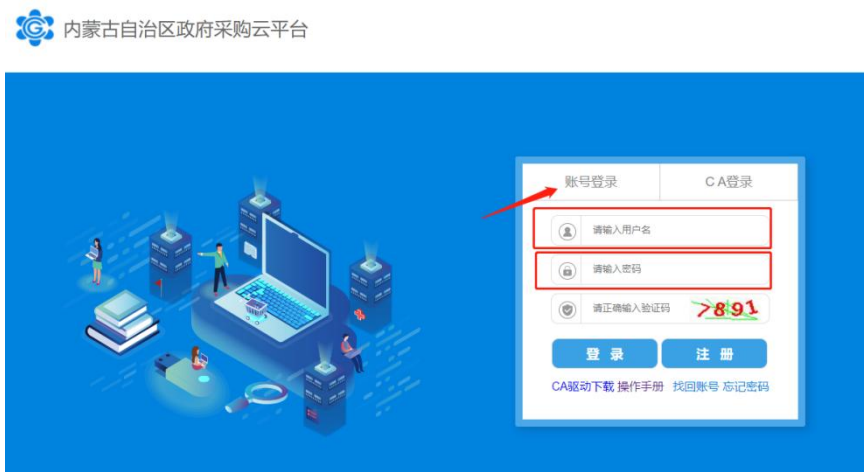 内蒙古自治区政府采购云平台
账号登录
CA登录
请输入用户名
请输入密码
请正确输入验证码 7891
登录 注册
CA驱动下载 操作手册 找回账号 忘记密码